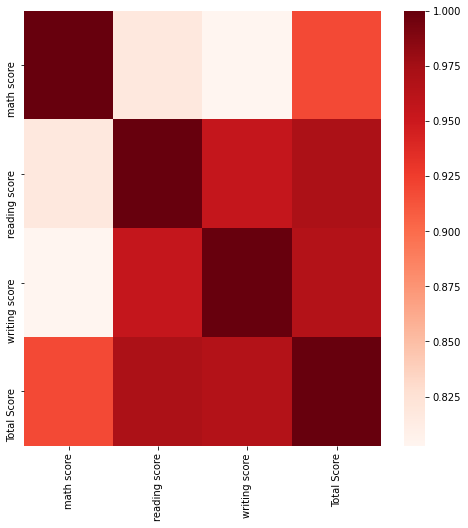 math score
reading score
writing score
Total Score
math score
reading score
writing score
Total Score
1.000
0.975
0.950
0.925
0.900
0.875
0.850
0.825